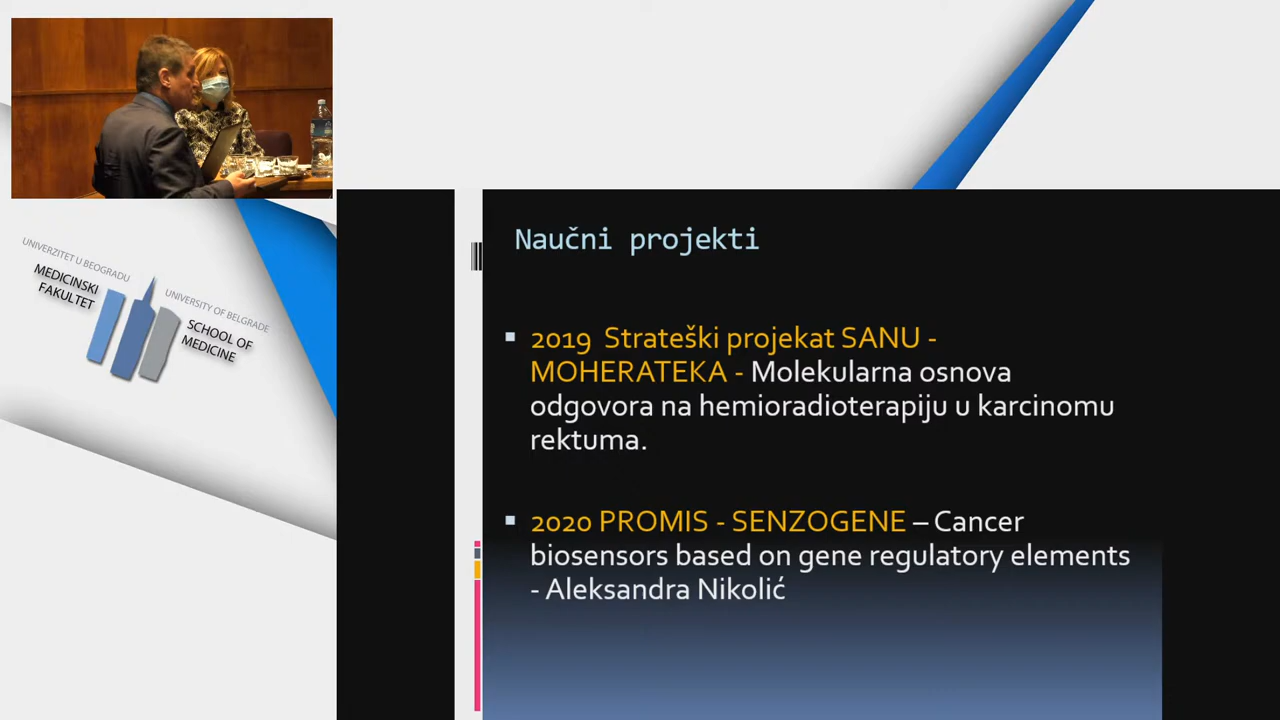 UNIVERZITET U BEOGRADU
MEDICINSKI
FAKULTET
UNIVERSITY OF BELGRADE
SCHOOL OF
MEDICINE
Naučni projekti
2019 Strateški projekat SANU -
MOHERATEKA - Molekularna osnova
odgovora na hemioradioterapiju u karcinomu
rektuma.
2020 PROMIS - SENZOGENE – Cancer
biosensors based on gene regulatory elements
- Aleksandra Nikolić